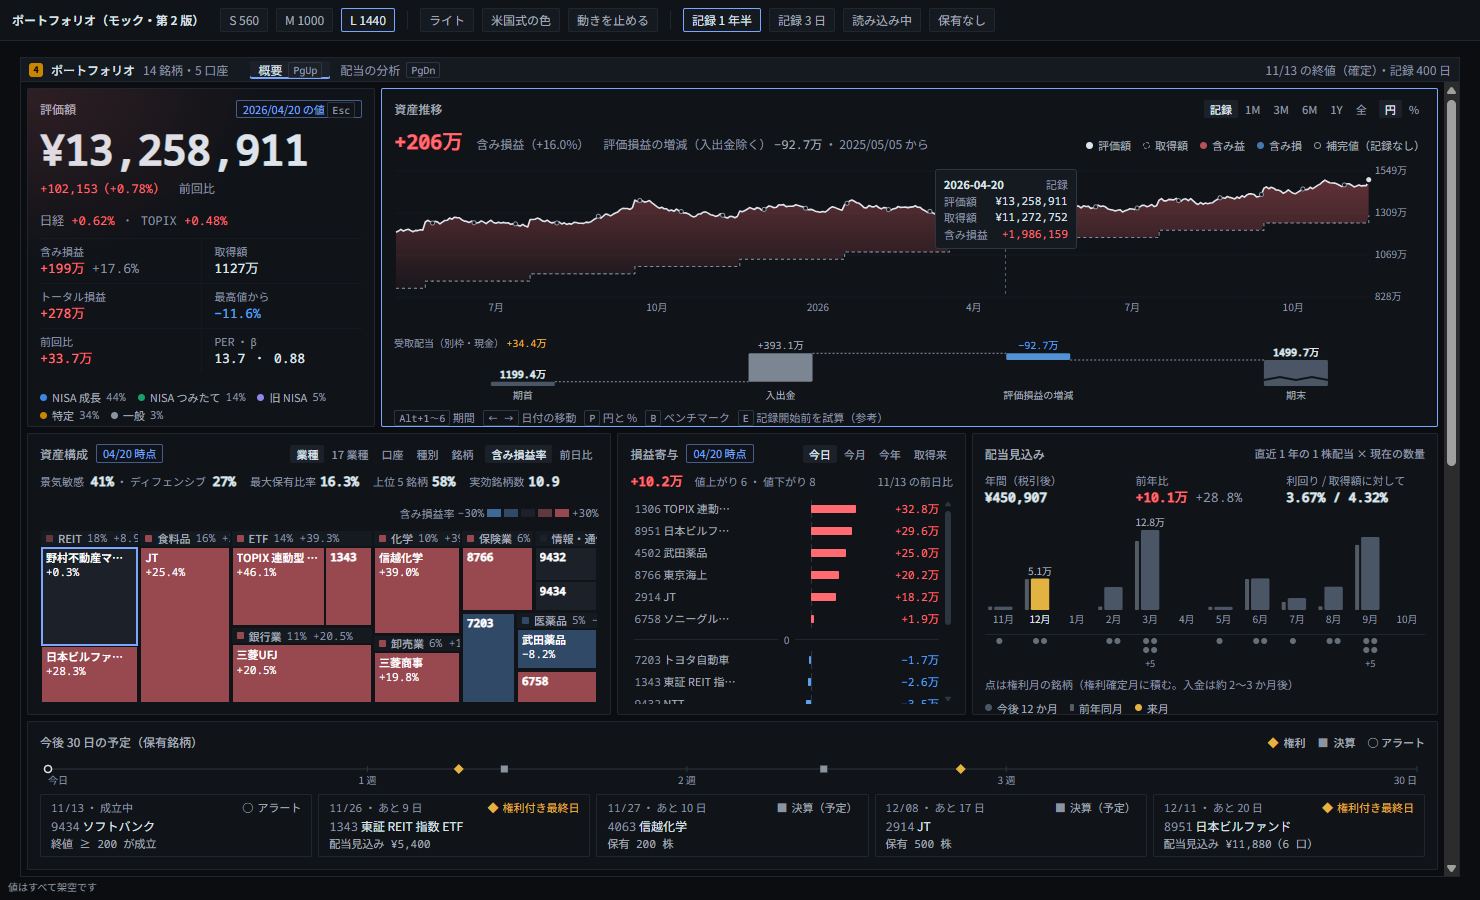 ポートフォリオ（モック・第 2 版） S 560 M 1000 L 1440 ライト 米国式の色 動きを止める 記録 1 年半 記録 3 日 読み込み中 保有なし
4 ポートフォリオ 14 銘柄・5 口座 概要 PgUp 配当の分析 PgDn 11/13 の終値（確定）・記録 400 日
評価額 2026/04/20 の値 Esc
¥13,258,911
+102,153 (+0.78%) 前回比
日経 +0.62% ・ TOPIX +0.48%
含み損益 取得額
+199万 +17.6% 1127万
トータル損益 最高値から
+278万 −11.6%
前回比 PER・β
+33.7万 13.7 ・ 0.88
NISA 成長 44% NISA つみたて 14% 旧 NISA 5%
特定 34% 一般 3%
資産推移 記録 1M 3M 6M 1Y 全 円 %
+206万 含み損益（+16.0%） 評価損益の増減（入出金除く）−92.7万・2025/05/05 から
評価額 取得額 含み益 含み損 補完値（記録なし）
1549万
1309万
1069万
828万
2026-04-20 記録
評価額 ¥13,258,911
取得額 ¥11,272,752
含み損益 +1,986,159
7月 10月 2026 4月 7月 10月
受取配当（別枠・現金） +34.4万
1199.4万 +393.1万 −92.7万 1499.7万
期首 入出金 評価損益の増減 期末
Alt+1〜6 期間 ← → 日付の移動 P 円と % B ベンチマーク E 記録開始前を試算（参考）
資産構成 04/20 時点 業種 17 業種 口座 種別 銘柄 含み損益率 前日比
景気敏感 41%・ディフェンシブ 27% 最大保有比率 16.3% 上位 5 銘柄 58% 実効銘柄数 10.9
含み損益率 −30% +30%
REIT 18% +8.9 食料品 16% +2 ETF 14% +39.3% 化学 10% +39 保険業 6% 情報・通
野村不動産マ… +0.3%
日本ビルファ… +28.3%
JT +25.4%
TOPIX 連動型 … +46.1%
1343
銀行業 11% +20.5%
三菱UFJ +20.5%
信越化学 +39.0%
卸売業 6% +1
三菱商事 +19.8%
8766
7203
9432
9434
医薬品 5% −
武田薬品 −8.2%
6758
損益寄与 04/20 時点 今日 今月 今年 取得来
+10.2万 値上がり 6・値下がり 8 11/13 の前日比
1306 TOPIX 連動… +32.8万
8951 日本ビルフ… +29.6万
4502 武田薬品 +25.0万
8766 東京海上 +20.2万
2914 JT +18.2万
6758 ソニーグル… +1.9万
0
7203 トヨタ自動車 −1.7万
1343 東証 REIT 指… −2.6万
9432 NTT −3.5万
配当見込み 直近 1 年の 1 株配当 × 現在の数量
年間（税引後） 前年比 利回り / 取得額に対して
¥450,907 +10.1万 +28.8% 3.67% / 4.32%
12.8万
5.1万
11月 12月 1月 2月 3月 4月 5月 6月 7月 8月 9月 10月
+5 +5
点は権利月の銘柄（権利確定月に積む。入金は約 2〜3 か月後）
今後 12 か月 前年同月 来月
今後 30 日の予定（保有銘柄） 権利 決算 アラート
今日 1 週 2 週 3 週 30 日
11/13・成立中 アラート
9434 ソフトバンク
終値 ≥ 200 が成立
11/26・あと 9 日 権利付き最終日
1343 東証 REIT 指数 ETF
配当見込み ¥5,400
11/27・あと 10 日 決算（予定）
4063 信越化学
保有 200 株
12/08・あと 17 日 決算（予定）
2914 JT
保有 500 株
12/11・あと 20 日 権利付き最終日
8951 日本ビルファンド
配当見込み ¥11,880（6 口）
値はすべて架空です